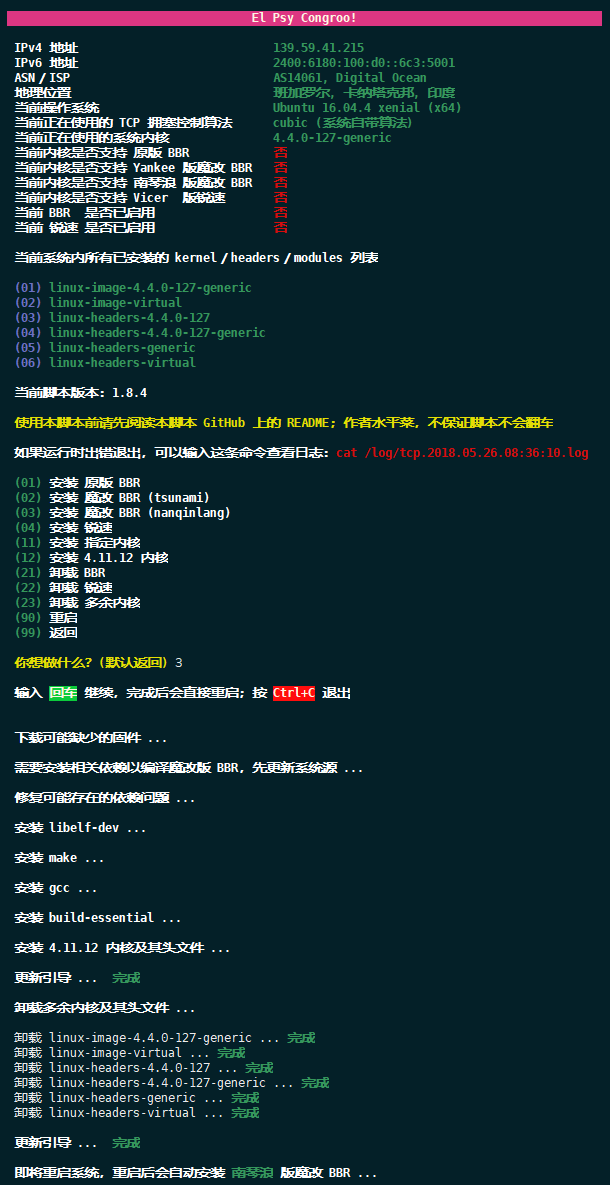 El Psy Congroo!
IPv4 地址 139.59.41.215
IPv6 地址 2400:6180:100:d0::6c3:5001
ASN/ISP AS14061, Digital Ocean
地理位置 班加罗尔，卡纳塔克邦，印度
当前操作系统 Ubuntu 16.04.4 xenial (x64)
当前正在使用的 TCP 拥塞控制算法 cubic (系统自带算法)
当前正在使用的系统内核 4.4.0-127-generic
当前内核是否支持 原版 BBR 否
当前内核是否支持 Yankee 版魔改 BBR 否
当前内核是否支持 南琴浪 版魔改 BBR 否
当前内核是否支持 Vicer 版锐速 否
当前 BBR 是否已启用 否
当前 锐速 是否已启用 否
当前系统内所有已安装的 kernel/headers/modules 列表
(01) linux-image-4.4.0-127-generic
(02) linux-image-virtual
(03) linux-headers-4.4.0-127
(04) linux-headers-4.4.0-127-generic
(05) linux-headers-generic
(06) linux-headers-virtual
当前脚本版本：1.8.4
使用本脚本前请先阅读本脚本 GitHub 上的 README；作者水平菜，不保证脚本不会翻车
如果运行时出错退出，可以输入这条命令查看日志：cat /log/tcp.2018.05.26.08:36:10.log
(01) 安装 原版 BBR
(02) 安装 魔改 BBR (tsunami)
(03) 安装 魔改 BBR (nanqinlang)
(04) 安装 锐速
(11) 安装 指定内核
(12) 安装 4.11.12 内核
(21) 卸载 BBR
(22) 卸载 锐速
(23) 卸载 多余内核
(90) 重启
(99) 返回
你想做什么？(默认返回) 3
输入 回车 继续，完成后会直接重启；按 Ctrl+C 退出
下载可能缺少的固件 ...
需要安装相关依赖以编译魔改版 BBR，先更新系统源 ...
修复可能存在的依赖问题 ...
安装 libelf-dev ...
安装 make ...
安装 gcc ...
安装 build-essential ...
安装 4.11.12 内核及其头文件 ...
更新引导 ... 完成
卸载多余内核及其头文件 ...
卸载 linux-image-4.4.0-127-generic ... 完成
卸载 linux-image-virtual ... 完成
卸载 linux-headers-4.4.0-127 ... 完成
卸载 linux-headers-4.4.0-127-generic ... 完成
卸载 linux-headers-generic ... 完成
卸载 linux-headers-virtual ... 完成
更新引导 ... 完成
即将重启系统，重启后会自动安装 南琴浪 版魔改 BBR ...